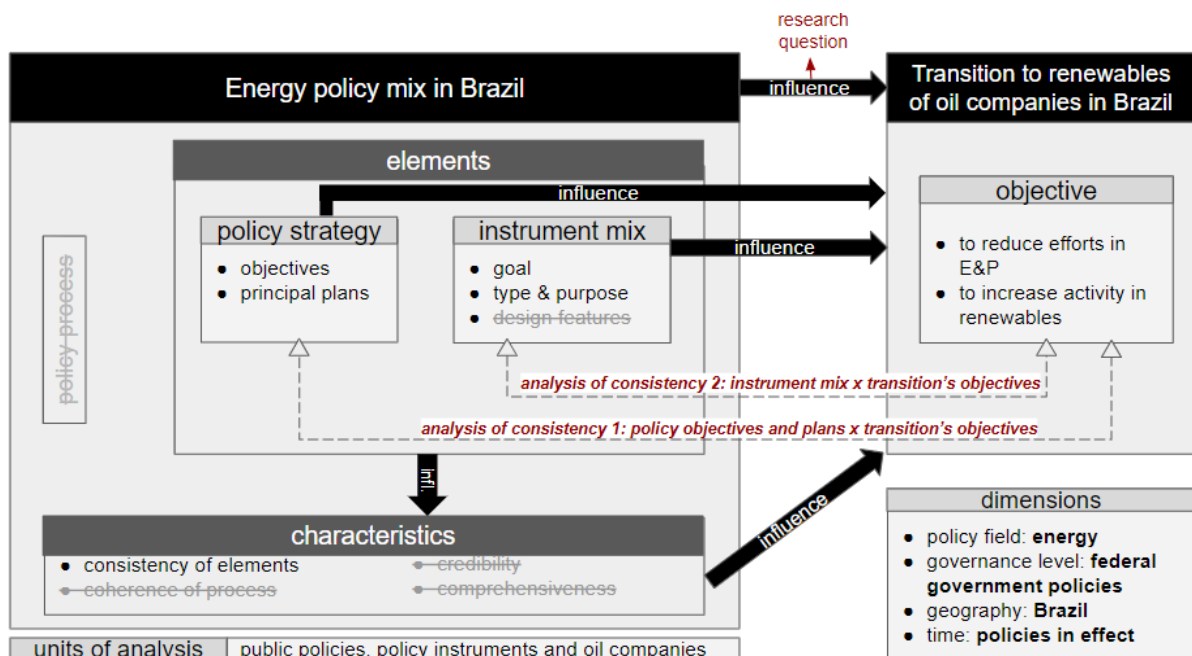 research
question
Energy policy mix in Brazil
influence
Transition to renewables
of oil companies in Brazil
elements
influence
objective
policy strategy
instrument mix
influence
● objectives
● principal plans
● goal
● type & purpose
● design features
● to reduce efforts in
E&P
● to increase activity in
renewables
policy process
analysis of consistency 2: instrument mix x transition's objectives
analysis of consistency 1: policy objectives and plans x transition's objectives
infl.
influence
characteristics
● consistency of elements
● credibility
● coherence of process
● comprehensiveness
dimensions
● policy field: energy
● governance level: federal
government policies
● geography: Brazil
● time: policies in effect
units of analysis
public policies, policy instruments and oil companies